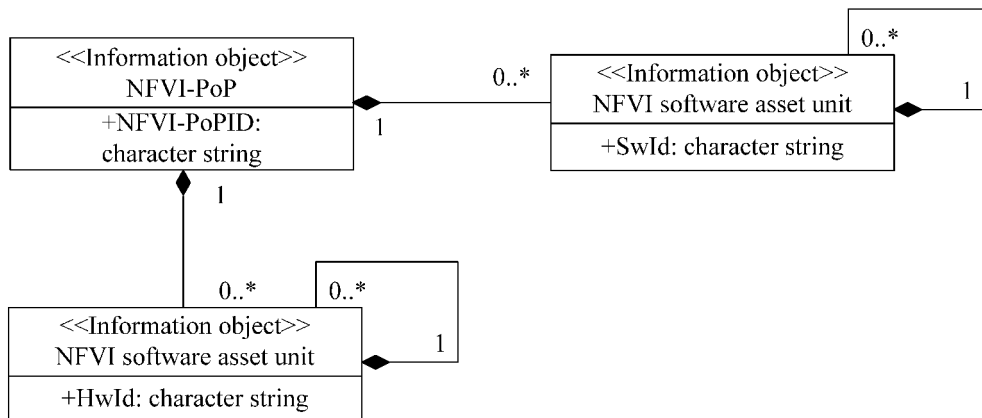 <<Information object>>
NFVI-PoP
+NFVI-PoPID:
character string
1
0..*
0..*
<<Information object>>
NFVI software asset unit
+SwId: character string
1
1
0..*
0..*
<<Information object>>
NFVI software asset unit
+HwId: character string
1